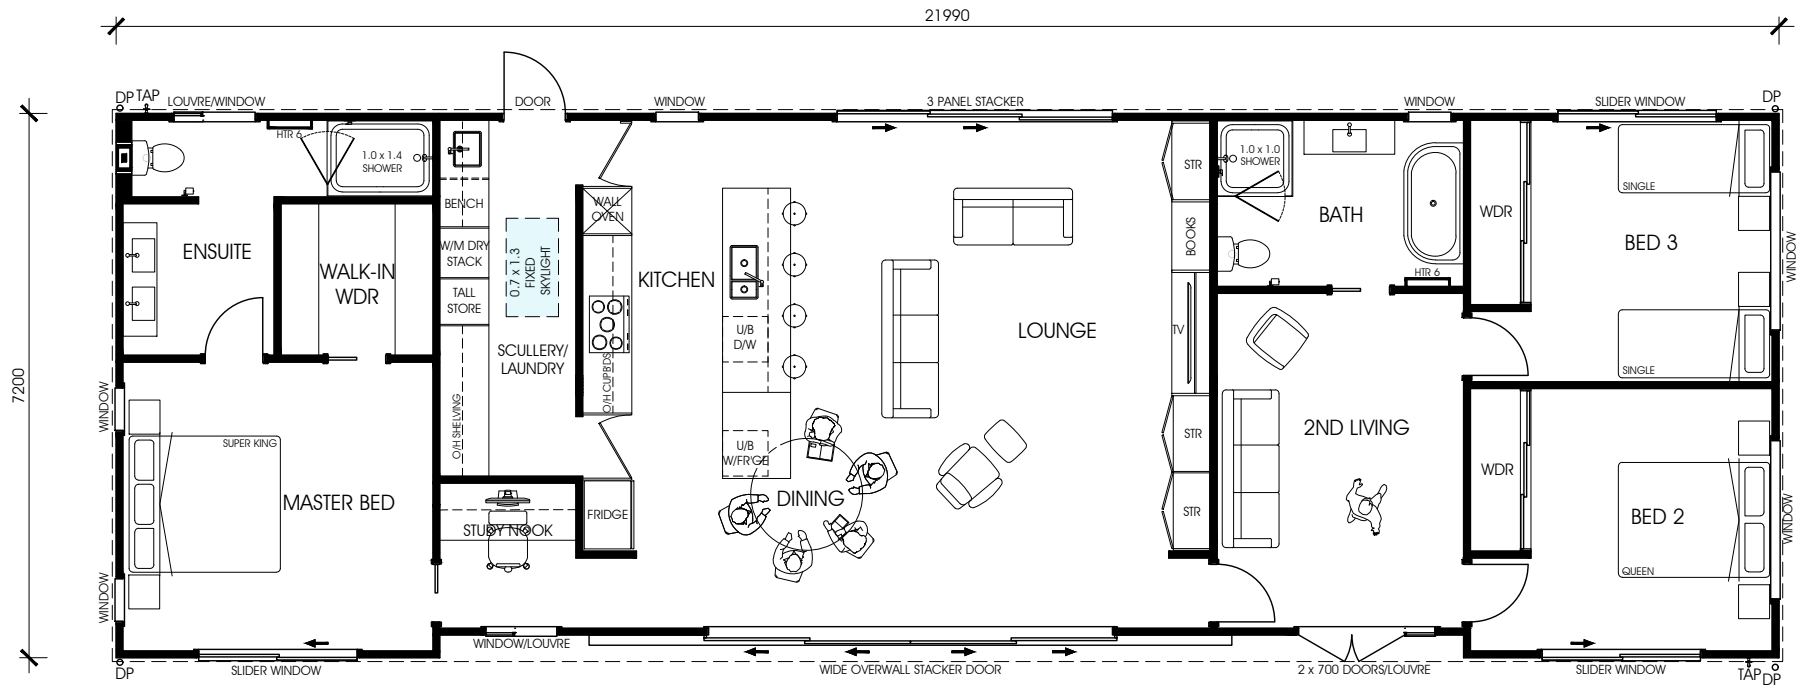 21990
DP
TAP
LOUVRE/WINDOW
DOOR
WINDOW
3 PANEL STACKER
WINDOW
SLIDER WINDOW
DP
HTR 6
1.0 x 1.4
SHOWER
BENCH
W/M DRY
STACK
TALL
STORE
0.7 x 1.3
FIXED
SKYLIGHT
WALL
OVEN
STR
BOOKS
TV
1.0 x 1.0
SHOWER
BATH
HTR 6
WDR
SINGLE
BED 3
SINGLE
WINDOW
ENSUITE
WALK-IN
WDR
KITCHEN
U/B
D/W
LOUNGE
SCULLERY/
LAUNDRY
O/H CUPBDS
O/H SHELVING
7200
WINDOW
SUPER KING
MASTER BED
STUDY NOOK
FRIDGE
U/B
W/FR'GE
DINING
STR
STR
2ND LIVING
WDR
BED 2
QUEEN
WINDOW
WINDOW
WINDOW/LOUVRE
SLIDER WINDOW
WIDE OVERWALL STACKER DOOR
2 x 700 DOORS/LOUVRE
SLIDER WINDOW
TAP
DP
DP